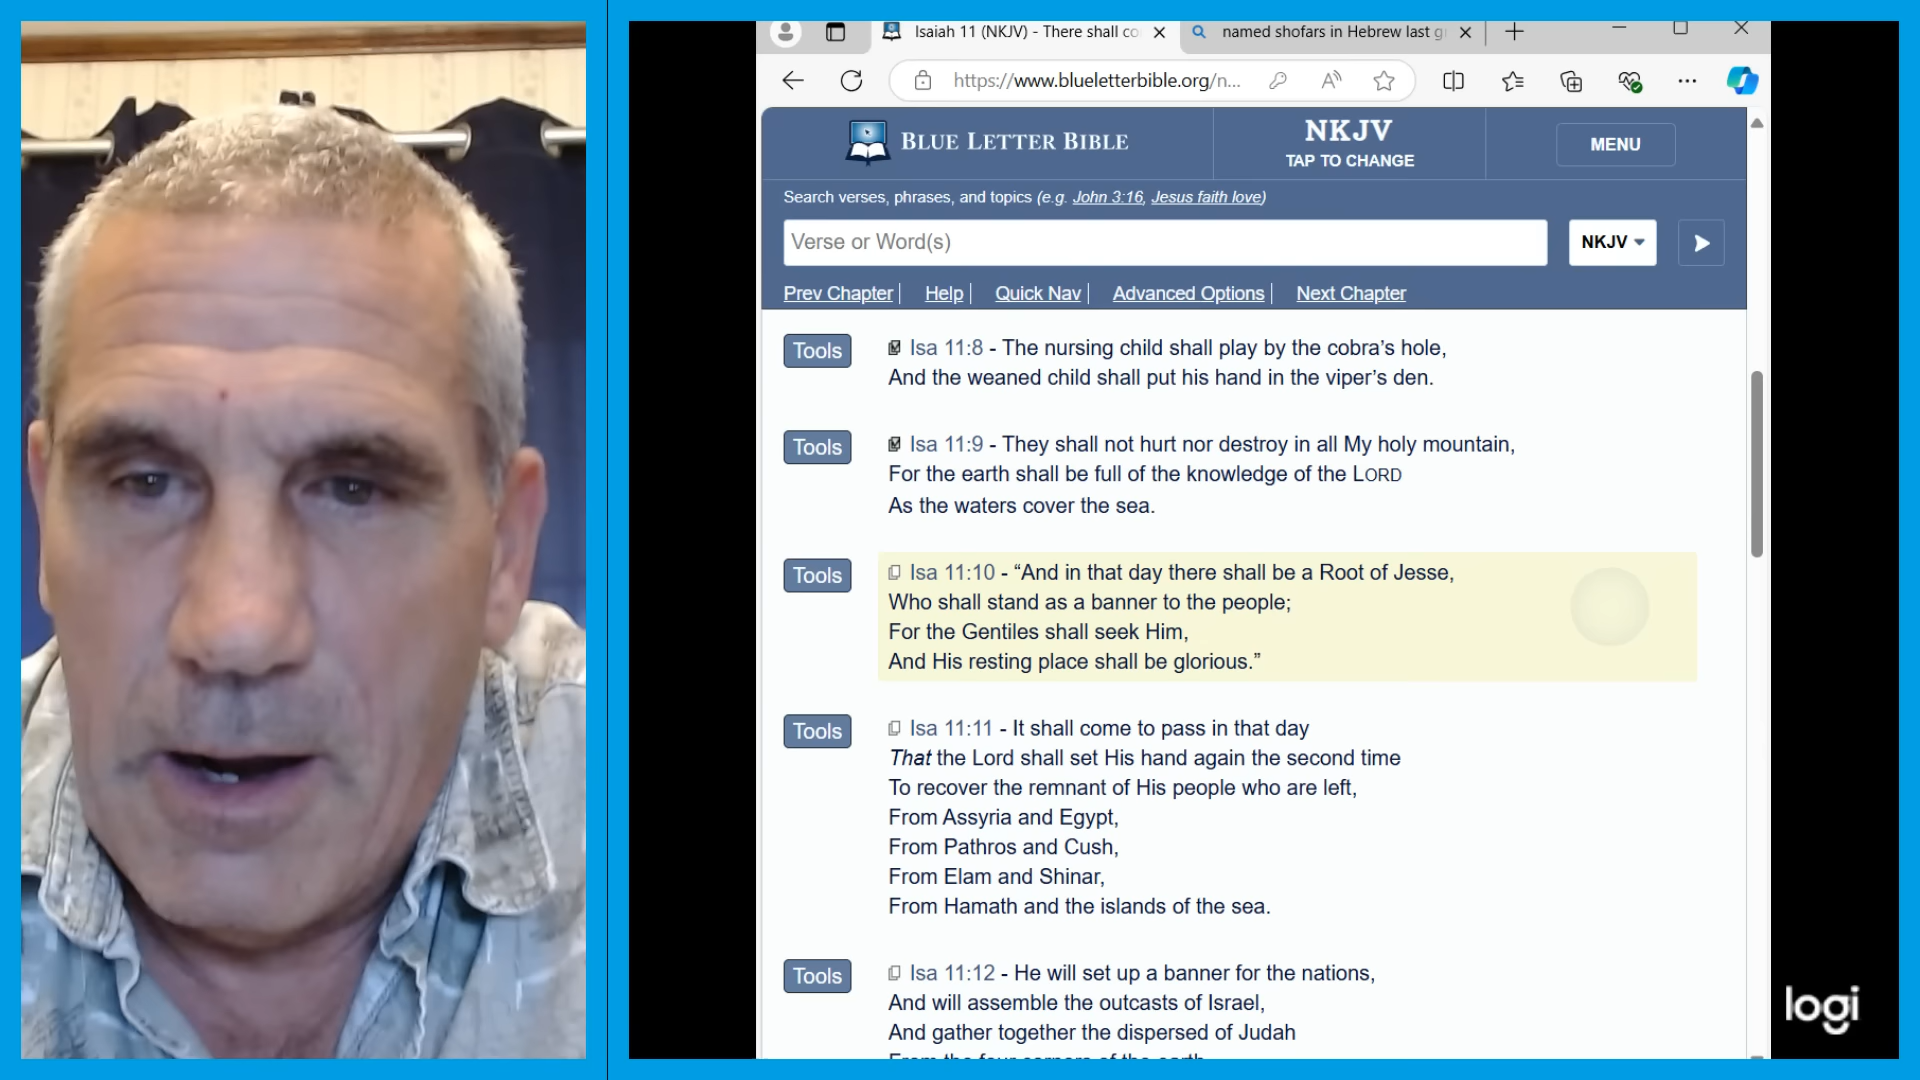 Isaiah 11 (NKJV) - There shall co
named shofars in Hebrew last g
https://www.blueletterbible.org/n...
BLUE LETTER BIBLE
NKJV
TAP TO CHANGE
MENU
Search verses, phrases, and topics (e.g. John 3:16, Jesus faith love)
Verse or Word(s)
NKJV
Prev Chapter | Help | Quick Nav | Advanced Options | Next Chapter
Tools
Isa 11:8 - The nursing child shall play by the cobra’s hole,
And the weaned child shall put his hand in the viper’s den.
Tools
Isa 11:9 - They shall not hurt nor destroy in all My holy mountain,
For the earth shall be full of the knowledge of the LORD
As the waters cover the sea.
Tools
Isa 11:10 - “And in that day there shall be a Root of Jesse,
Who shall stand as a banner to the people;
For the Gentiles shall seek Him,
And His resting place shall be glorious.”
Tools
Isa 11:11 - It shall come to pass in that day
That the Lord shall set His hand again the second time
To recover the remnant of His people who are left,
From Assyria and Egypt,
From Pathros and Cush,
From Elam and Shinar,
From Hamath and the islands of the sea.
Tools
Isa 11:12 - He will set up a banner for the nations,
And will assemble the outcasts of Israel,
And gather together the dispersed of Judah
From the four corners of the earth
logi